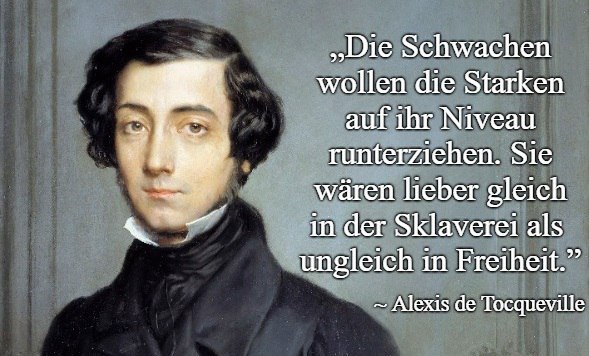 „Die Schwachen
wollen die Starken
auf ihr Niveau
runterziehen. Sie
wären lieber gleich
in der Sklaverei als
ungleich in Freiheit.”
~ Alexis de Tocqueville